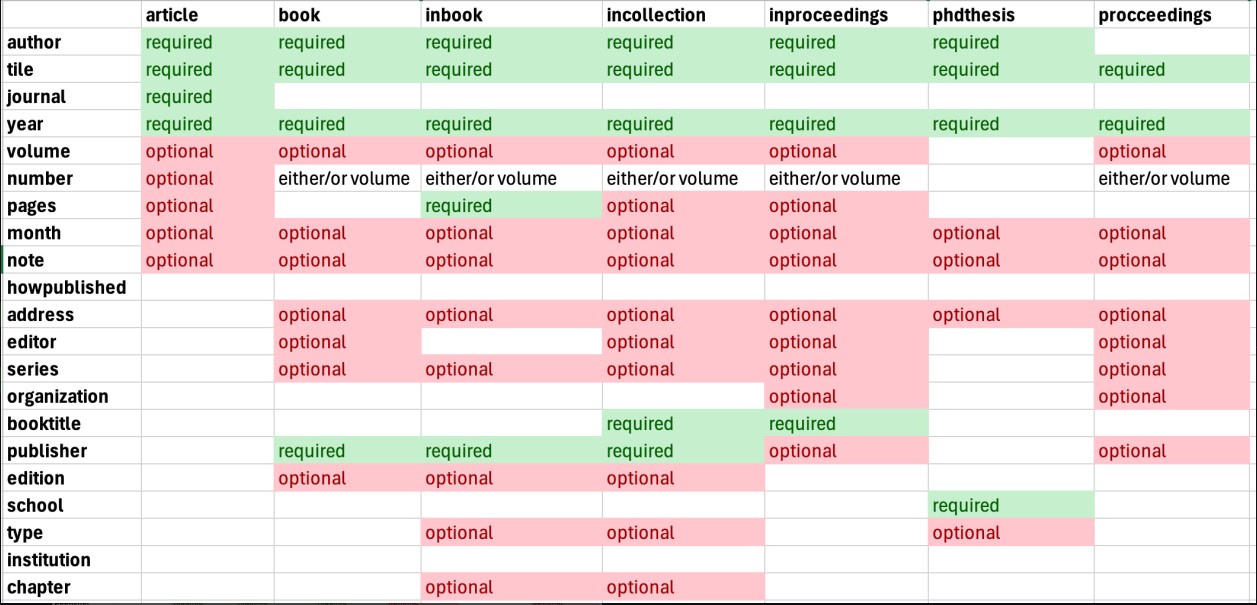 article book inbook incollection inproceedings phdthesis procceedings
author required required required required required required
tile required required required required required required required
journal required
year required required required required required required required
volume optional optional optional optional optional optional
number optional either/or volume either/or volume either/or volume either/or volume either/or volume
pages optional required optional optional
month optional optional optional optional optional optional optional
note optional optional optional optional optional optional optional
howpublished
address optional optional optional optional optional optional
editor optional optional optional optional
series optional optional optional optional optional
organization optional optional
booktitle required required
publisher required required required optional optional
edition optional optional optional
school required
type optional optional optional
institution
chapter optional optional